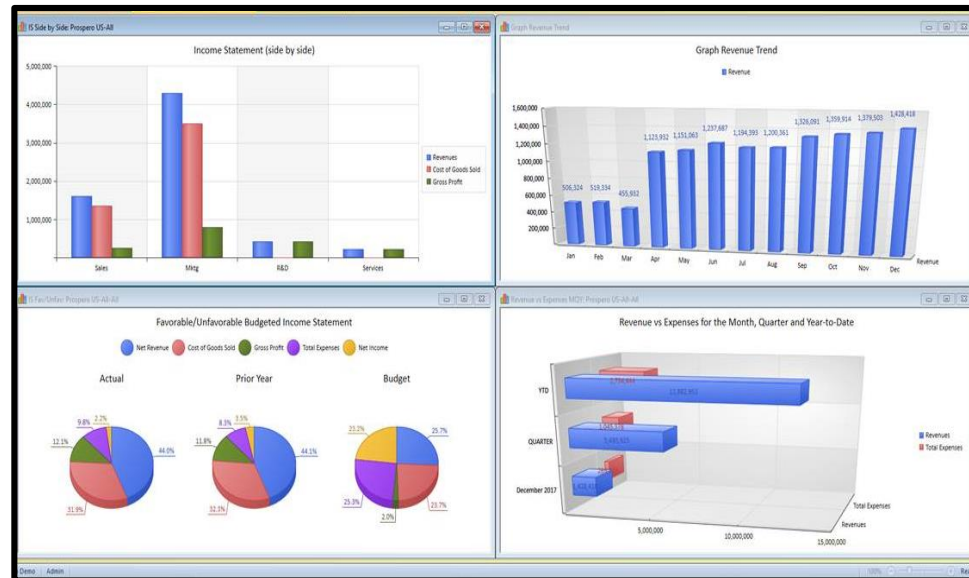 IS Side by Side: Prospero US-All
Income Statement (side by side)
5,000,000
4,000,000
3,000,000
2,000,000
1,000,000
Sales
Mktg
R&D
Services
Revenues
Cost of Goods Sold
Gross Profit
Graph Revenue Trend
Graph Revenue Trend
Revenue
1,600,000
1,400,000
1,200,000
1,000,000
800,000
600,000
400,000
200,000
506,324
519,334
455,932
1,123,932
1,151,063
1,237,687
1,194,393
1,200,361
1,326,091
1,359,914
1,379,503
1,428,418
Jan
Feb
Mar
Apr
May
Jun
Jul
Aug
Sep
Oct
Nov
Dec
Revenue
IS Fav/Unfav: Prospero US-All-All
Favorable/Unfavorable Budgeted Income Statement
Net Revenue
Cost of Goods Sold
Gross Profit
Total Expenses
Net Income
Actual
Prior Year
Budget
2.2%
9.8%
12.1%
44.0%
31.9%
3.5%
8.3%
11.8%
44.1%
32.3%
23.2%
25.7%
25.3%
23.7%
2.0%
Revenue vs Expenses MQY: Prospero US-All-All
Revenue vs Expenses for the Month, Quarter and Year-to-Date
YTD
QUARTER
December 2017
5,000,000
10,000,000
15,000,000
Total Expenses
Revenues
Revenues
Total Expenses
Demo
Admin
100%